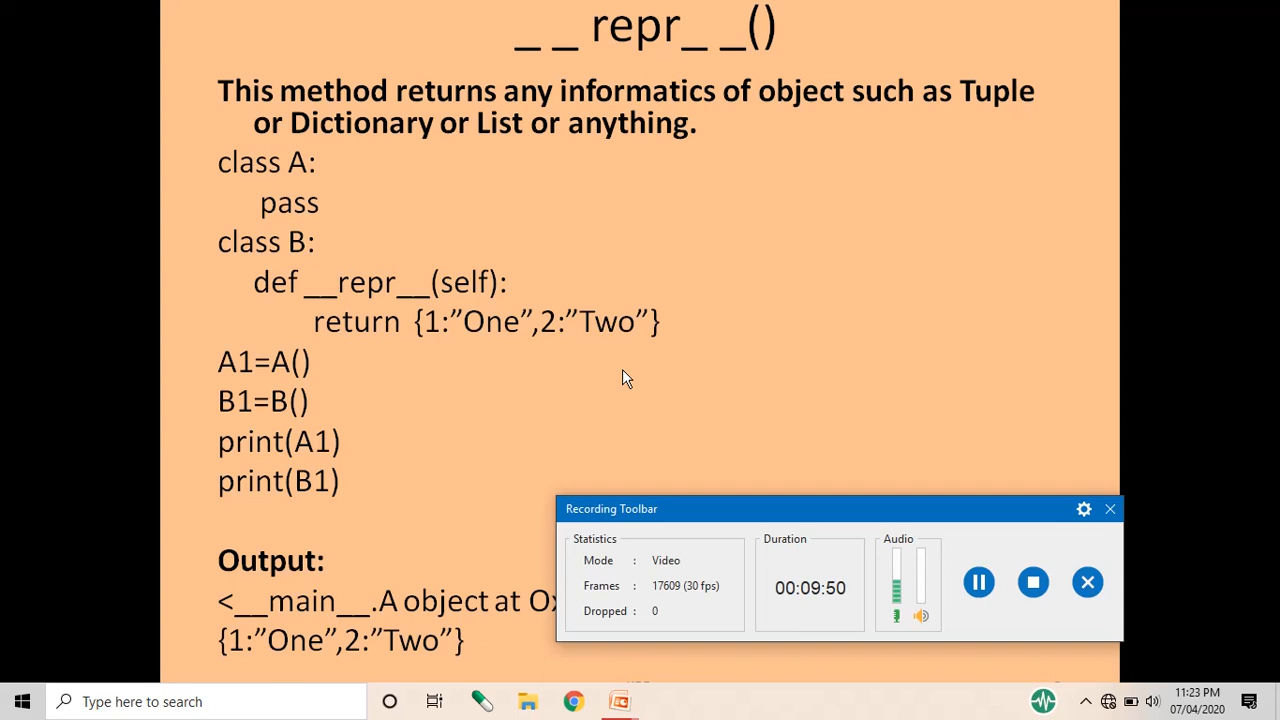 _ _ repr_ _()
This method returns any informatics of object such as Tuple
or Dictionary or List or anything.
class A:
pass
class B:
def __repr__(self):
return {1:”One”,2:”Two”}
A1=A()
B1=B()
print(A1)
print(B1)
Output:
<__main__.A object at Ox
{1:”One”,2:”Two”}
Recording Toolbar
Statistics
Mode : Video
Frames : 17609 (30 fps)
Dropped : 0
Duration
00:09:50
Audio
Type here to search
11:23 PM
07/04/2020